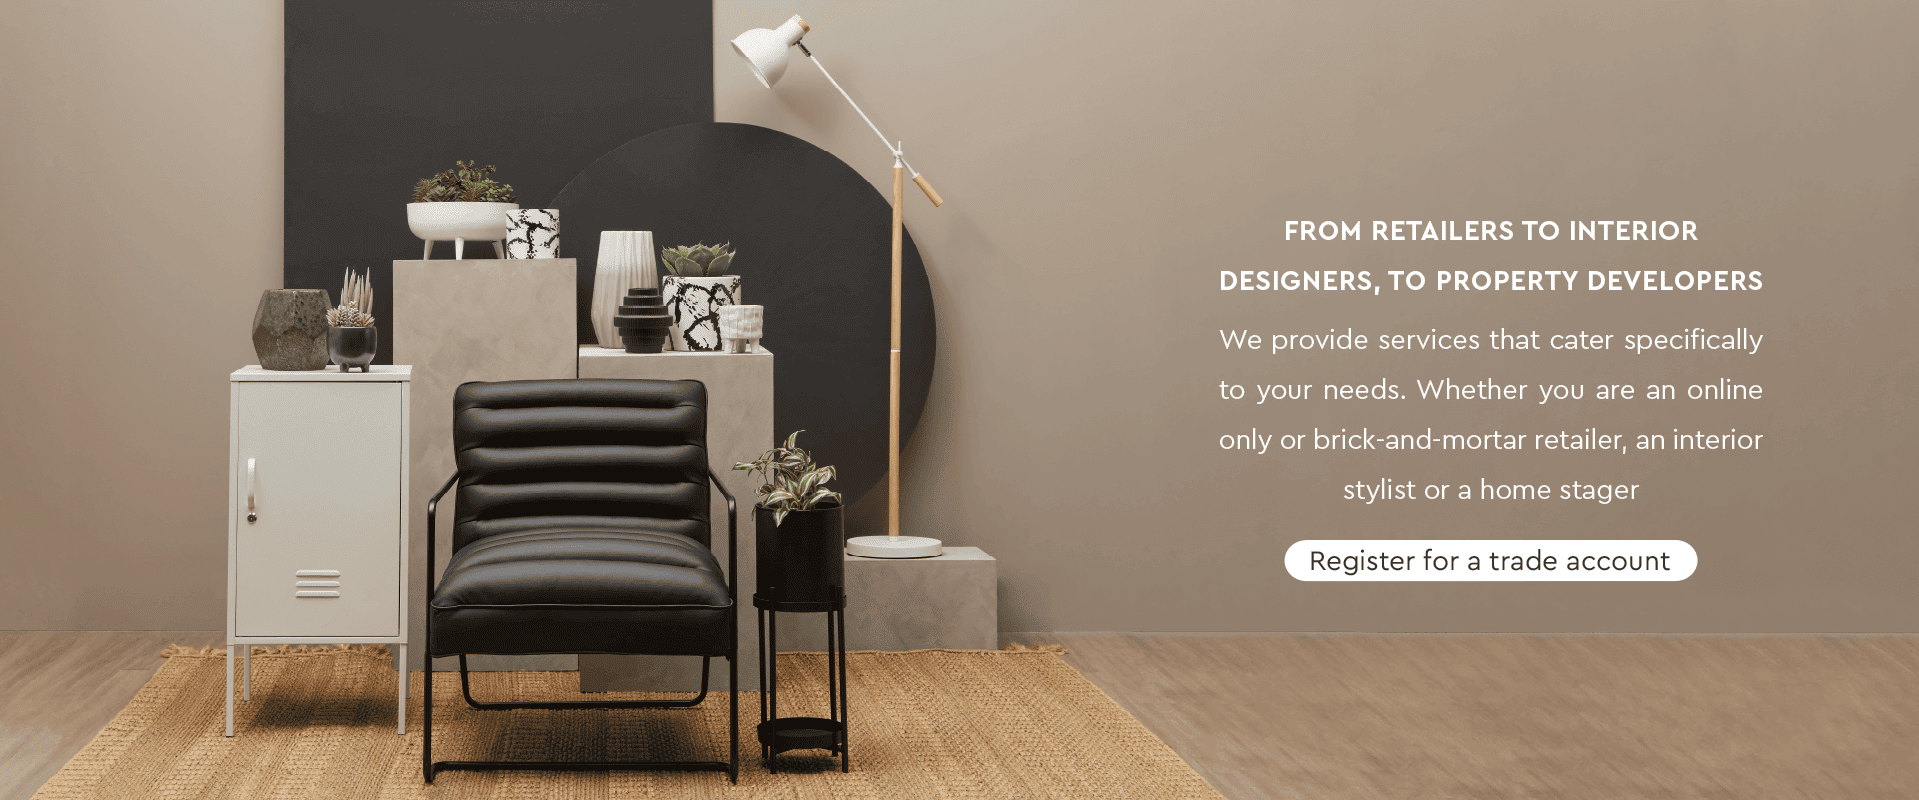 FROM RETAILERS TO INTERIOR
DESIGNERS, TO PROPERTY DEVELOPERS
We provide services that cater specifically
to your needs. Whether you are an online
only or brick-and-mortar retailer, an interior
stylist or a home stager
Register for a trade account